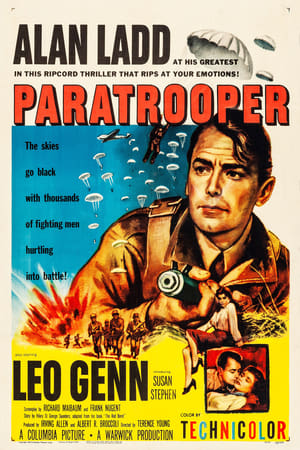 ALAN LADD
AT HIS GREATEST
IN THIS RIPCORD THRILLER THAT RIPS AT YOUR EMOTIONS!
PARATROOPER
The skies
go black
with thousands
of fighting men
hurtling
into battle!
also starring
LEO GENN
introducing
SUSAN
STEPHEN
Screenplay by RICHARD MAIBAUM and FRANK NUGENT
Produced by IRVING ALLEN and ALBERT R. BROCCOLI • Directed by TERENCE YOUNG
A COLUMBIA PICTURE • A WARWICK PRODUCTION
COLOR BY
TECHNICOLOR